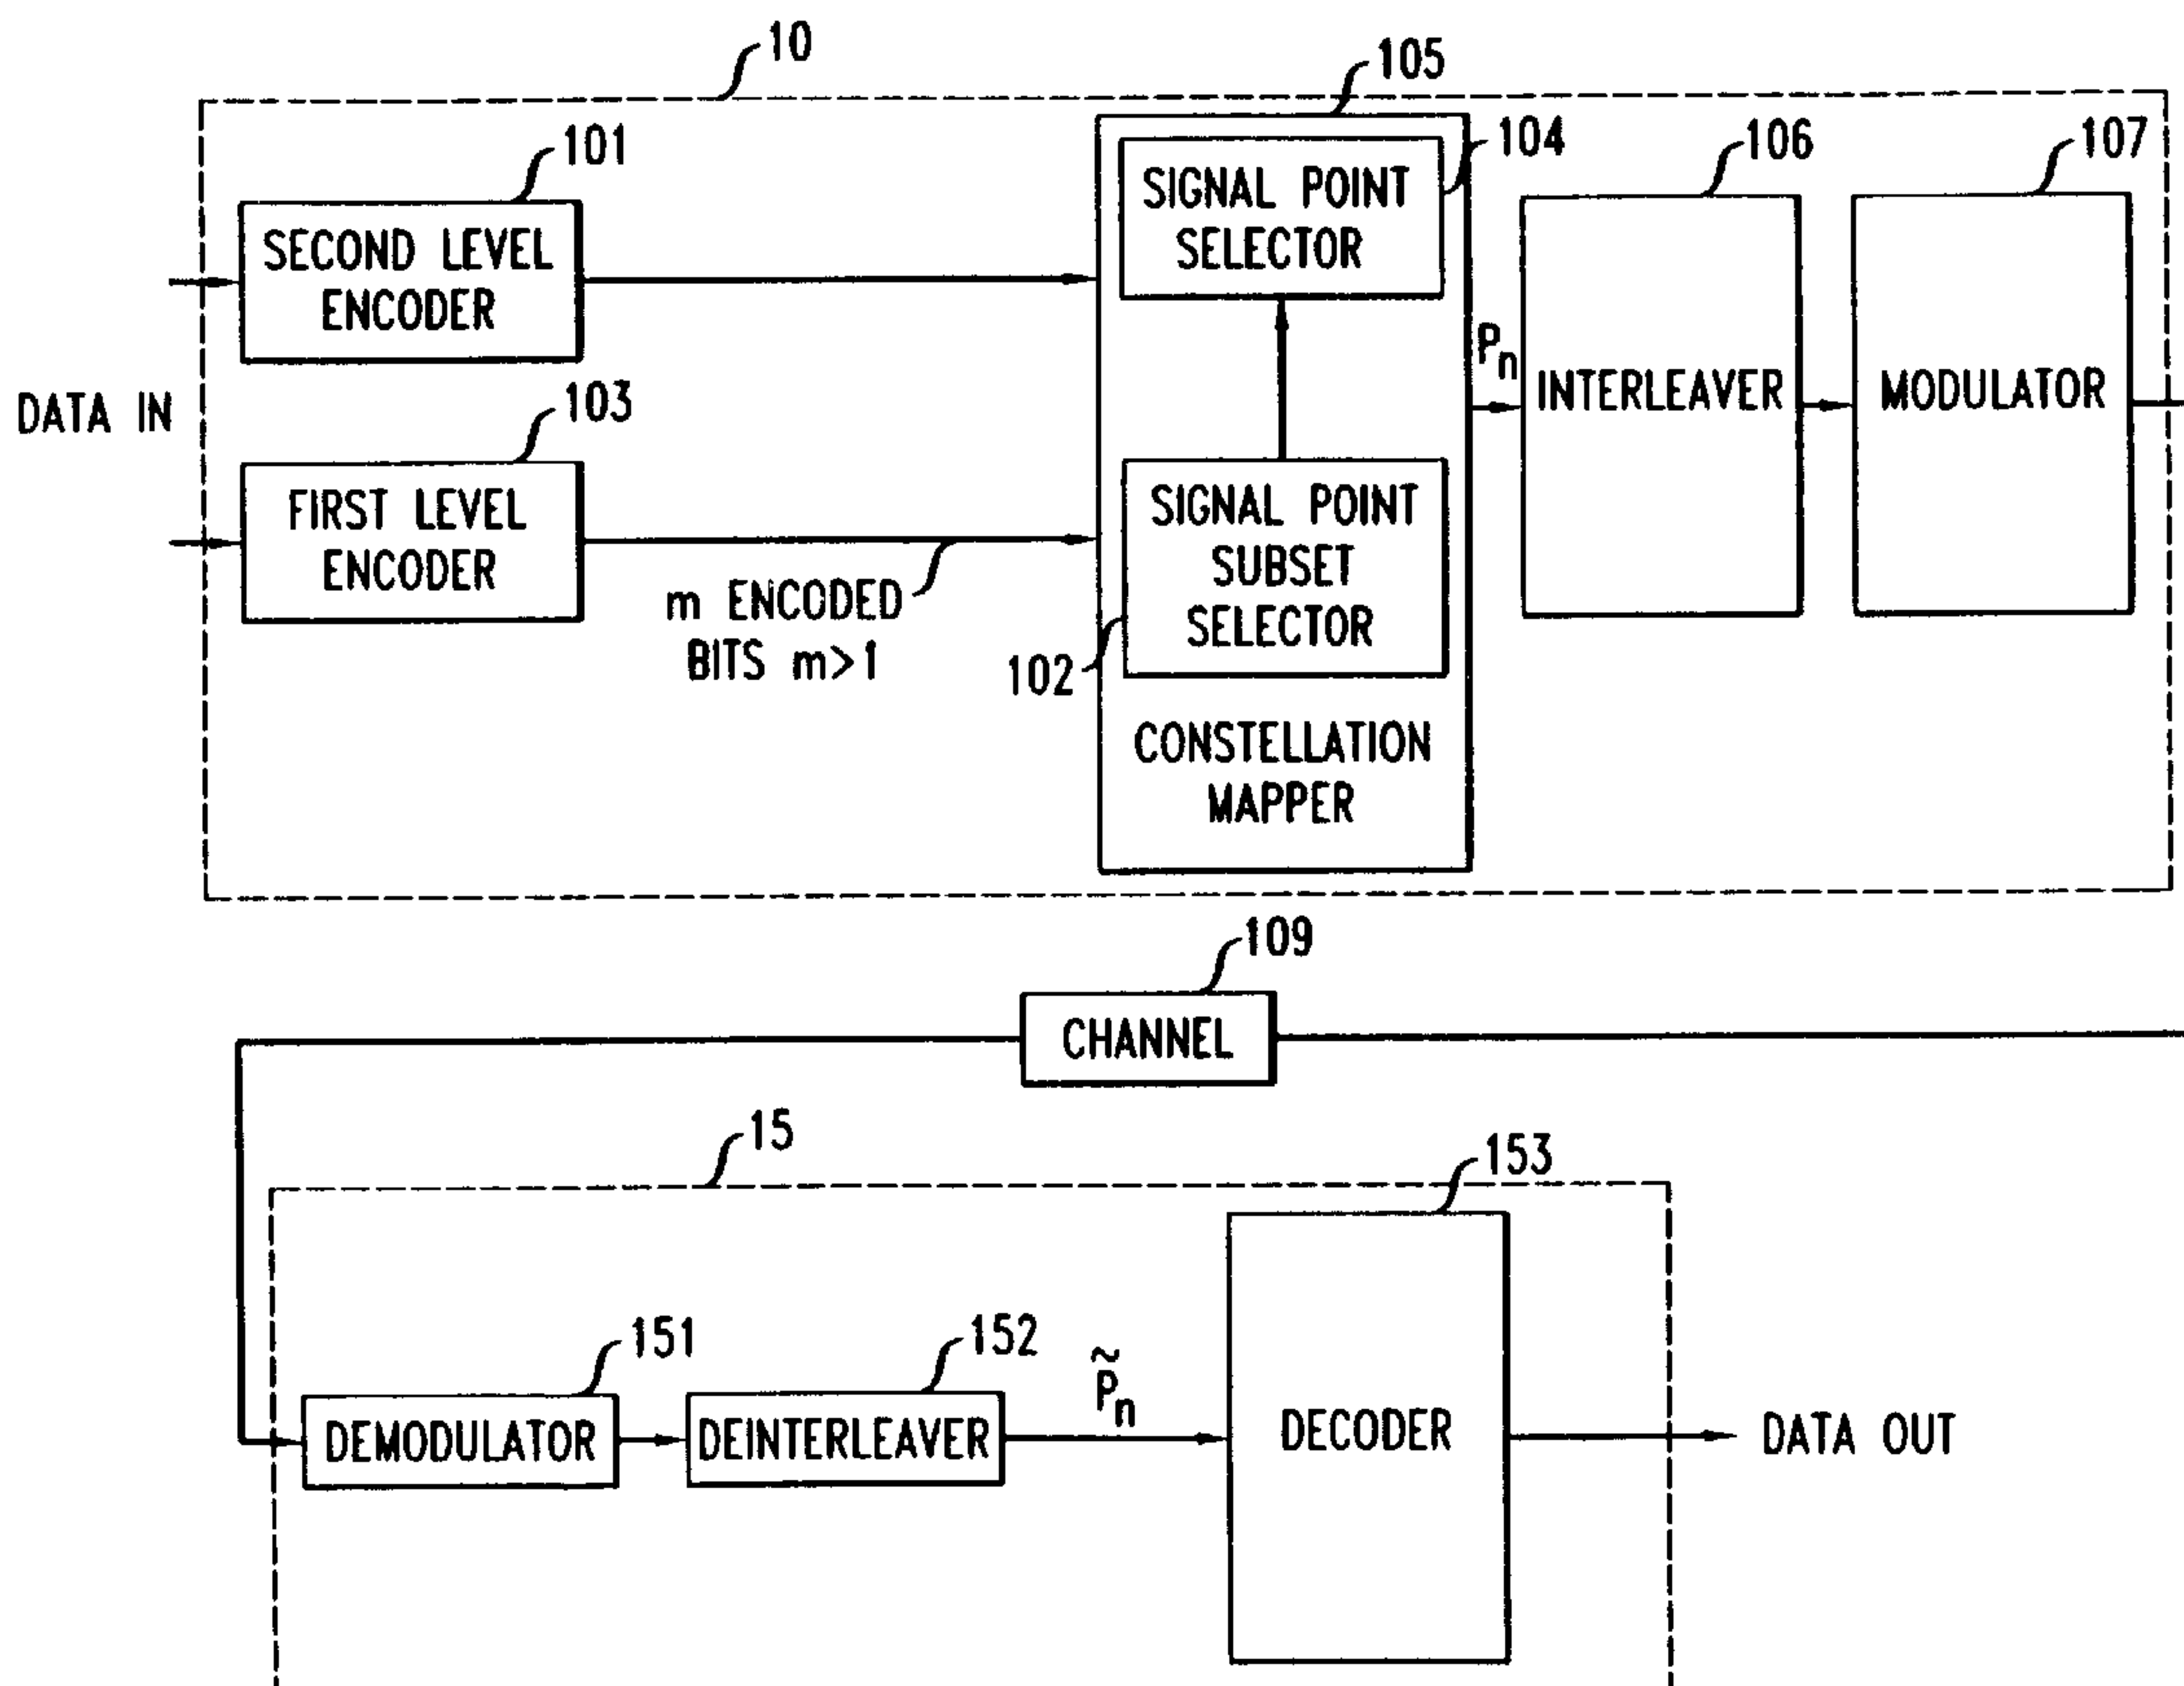 10
105
101
104
106
107
SECOND LEVEL
ENCODER
SIGNAL POINT
SELECTOR
P_n
INTERLEAVER
MODULATOR
DATA IN
103
FIRST LEVEL
ENCODER
m ENCODED
BITS m>1
SIGNAL POINT
SUBSET
SELECTOR
102
CONSTELLATION
MAPPER
109
CHANNEL
15
153
151
152
P̃_n
DEMODULATOR
DEINTERLEAVER
DECODER
DATA OUT